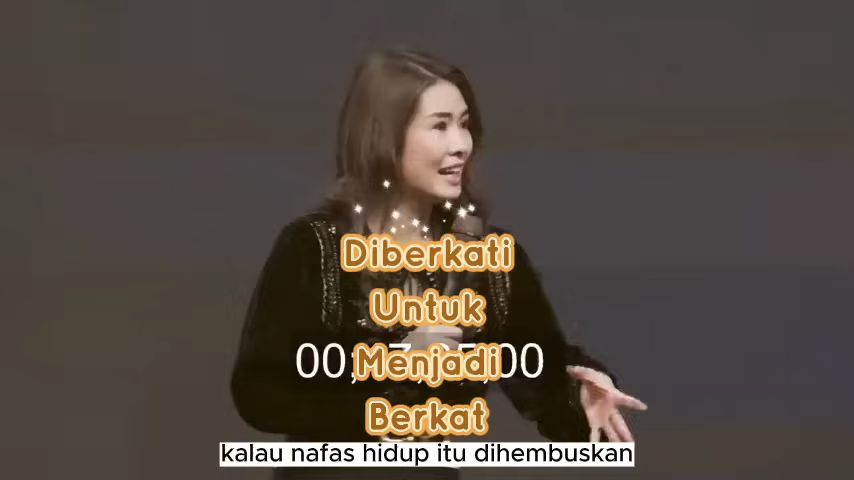 Diberkati
Untuk
Menjadi
Berkat
kalau nafas hidup itu dihembuskan